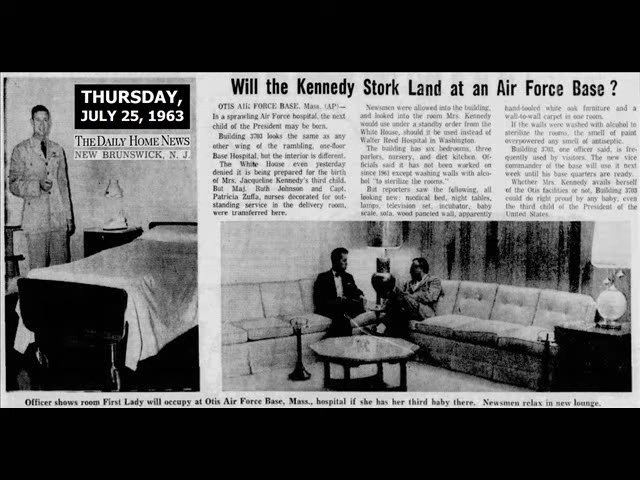 THURSDAY,
JULY 25, 1963
THE DAILY HOME NEWS
NEW BRUNSWICK, N. J.
Will the Kennedy Stork Land at an Air Force Base ?
OTIS AIR FORCE BASE, Mass. (AP)—
In a sprawling Air Force hospital, the next
child of the President may be born.
Building 3703 looks the same as any
other wing of the rambling, one-floor
Base Hospital, but the interior is different.
The White House even yesterday
denied it is being prepared for the birth
of Mrs. Jacqueline Kennedy's third child.
But Maj. Ruth Johnson and Capt.
Patricia Zuffa, nurses decorated for out-
standing service in the delivery room,
were transferred here.
Newsmen were allowed into the building,
and looked into the room Mrs. Kennedy
would use under a standby order from the
White House, should it be used instead of
Walter Reed Hospital in Washington.
The building has six bedrooms, three
parlors, nursery, and diet kitchen. Of-
ficials said it has not been worked on
since 1961 except washing walls with alco-
hol "to sterilize the rooms."
But reporters saw the following, all
looking new: medical bed, night tables,
lamps, television set, incubator, baby
scale, sofa, wood paneled wall, apparently
hand-tooled white oak furniture and a
wall-to-wall carpet in one room.
If the walls were washed with alcohol to
sterilize the rooms, the smell of paint
overpowered any smell of antiseptic.
Building 3703, one officer said, is fre-
quently used by visitors. The new vice
commander of the base will use it next
week until his base quarters are ready.
Whether Mrs. Kennedy avails herself
of the Otis facilities or not, Building 3703
could do right proud by any baby; even
the third child of the President of the
United States.
Officer shows room First Lady will occupy at Otis Air Force Base, Mass., hospital if she has her third baby there. Newsmen relax in new lounge.